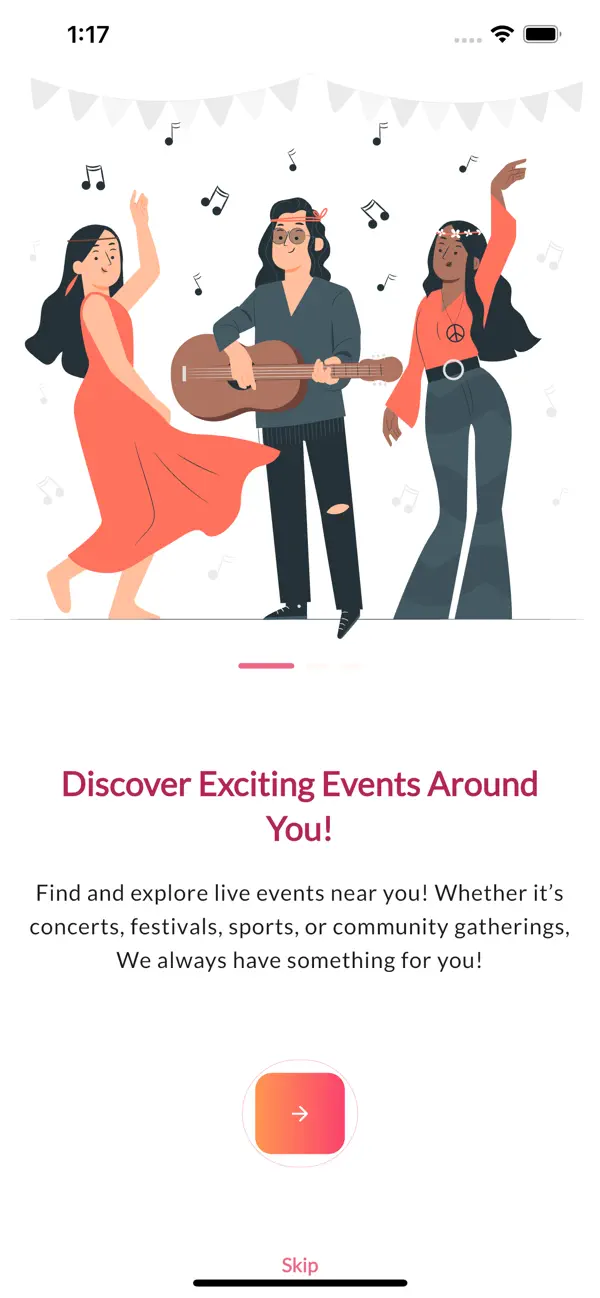 1:17
Discover Exciting Events Around
You!
Find and explore live events near you! Whether it’s
concerts, festivals, sports, or community gatherings,
We always have something for you!
Skip